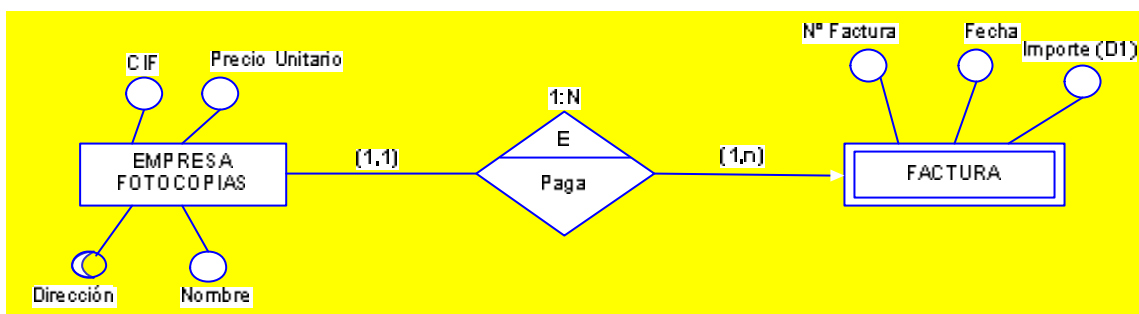 Nº Factura
Fecha
Importe (D1)
CIF
Precio Unitario
1:N
E
Paga
(1,1)
(1,n)
EMPRESA
FOTOCOPIAS
FACTURA
Dirección
Nombre